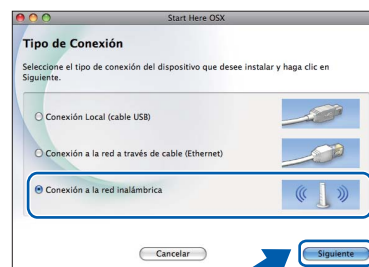 Start Here OSX
Tipo de Conexión
Seleccione el tipo de conexión del dispositivo que desee instalar y haga clic en
Siguiente.
Conexión Local (cable USB)
Conexión a la red a través de cable (Ethernet)
Conexión a la red inalámbrica
Cancelar
Siguiente